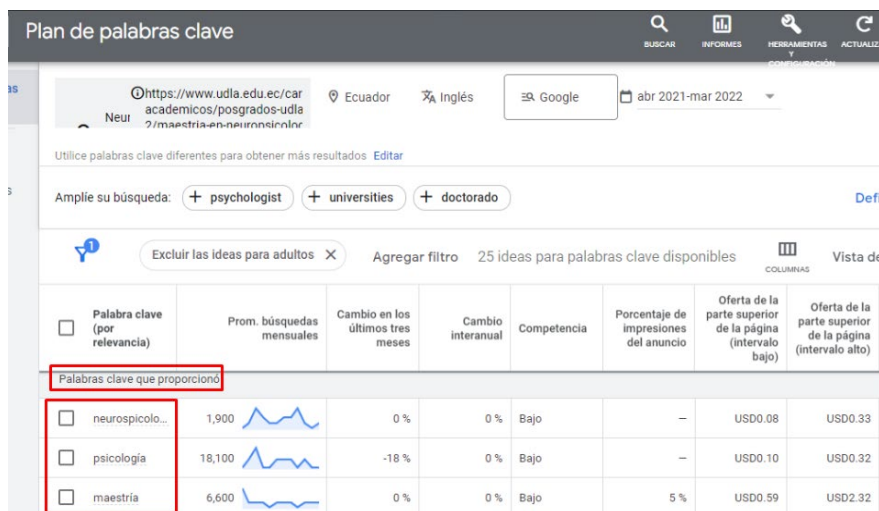 Plan de palabras clave
BUSCAR
INFORMES
HERRAMIENTAS
Y
CONFIGURACIÓN
ACTUALIZ
as
https://www.udla.edu.ec/car
academicos/posgrados-udla
Neur 2/maestria-en-neuropsicolor
Ecuador
Inglés
Google
abr 2021-mar 2022
Utilice palabras clave diferentes para obtener más resultados Editar
s
Amplíe su búsqueda: + psychologist + universities + doctorado
Defi
1
Excluir las ideas para adultos X
Agregar filtro
25 ideas para palabras clave disponibles
COLUMNAS
Vista de
Palabra clave
(por
relevancia)
Prom. búsquedas
mensuales
Cambio en los
últimos tres
meses
Cambio
interanual
Competencia
Porcentaje de
impresiones
del anuncio
Oferta de la
parte superior
de la página
(intervalo
bajo)
Oferta de la
parte superior
de la página
(intervalo alto)
Palabras clave que proporcionó
neurospicolo... 1,900 0 % 0 % Bajo – USD0.08 USD0.33
psicología 18,100 -18 % 0 % Bajo – USD0.10 USD0.32
maestría 6,600 0 % 0 % Bajo 5 % USD0.59 USD2.32